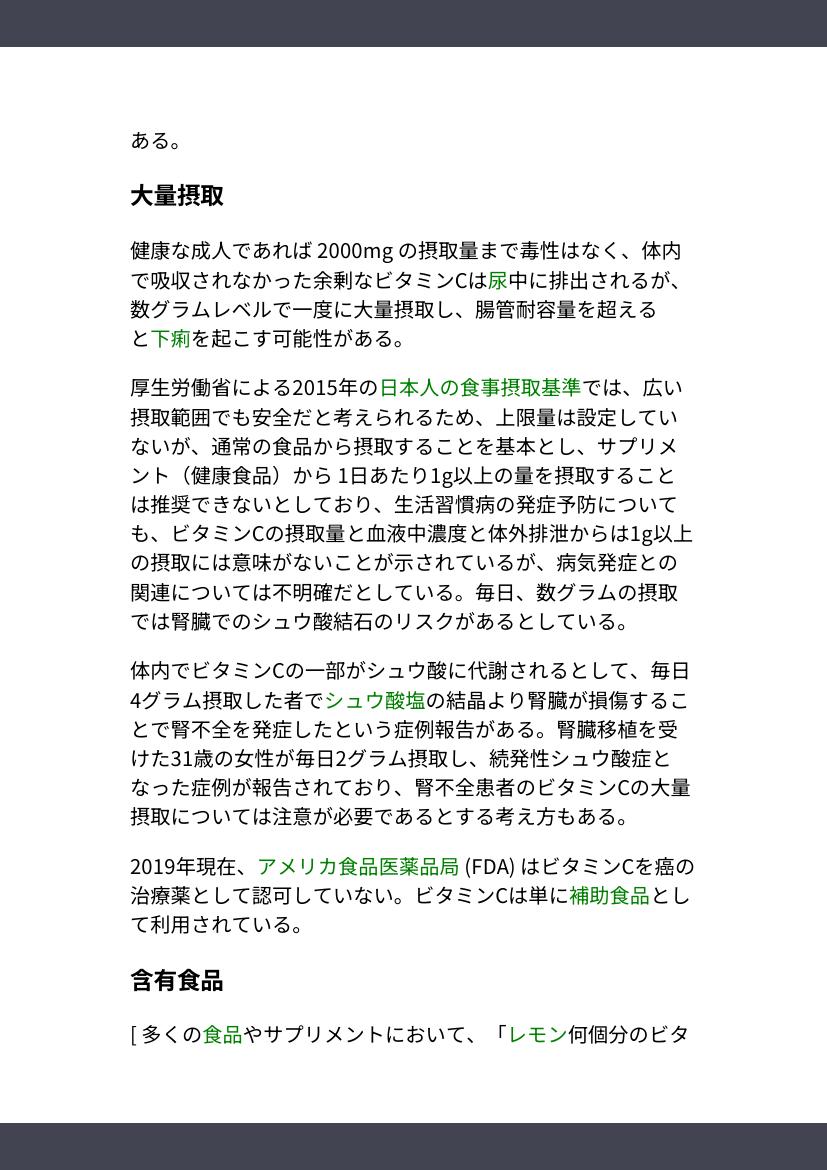 ある。
大量摂取
健康な成人であれば 2000mg の摂取量まで毒性はなく、体内
で吸収されなかった余剰なビタミンCは尿中に排出されるが、
数グラムレベルで一度に大量摂取し、腸管耐容量を超える
と下痢を起こす可能性がある。
厚生労働省による2015年の日本人の食事摂取基準では、広い
摂取範囲でも安全だと考えられるため、上限量は設定してい
ないが、通常の食品から摂取することを基本とし、サプリメ
ント（健康食品）から 1日あたり1g以上の量を摂取すること
は推奨できないとしており、生活習慣病の発症予防について
も、ビタミンCの摂取量と血液中濃度と体外排泄からは1g以上
の摂取には意味がないことが示されているが、病気発症との
関連については不明確だとしている。毎日、数グラムの摂取
では腎臓でのシュウ酸結石のリスクがあるとしている。
体内でビタミンCの一部がシュウ酸に代謝されるとして、毎日
4グラム摂取した者でシュウ酸塩の結晶より腎臓が損傷するこ
とで腎不全を発症したという症例報告がある。腎臓移植を受
けた31歳の女性が毎日2グラム摂取し、続発性シュウ酸症と
なった症例が報告されており、腎不全患者のビタミンCの大量
摂取については注意が必要であるとする考え方もある。
2019年現在、アメリカ食品医薬品局 (FDA) はビタミンCを癌の
治療薬として認可していない。ビタミンCは単に補助食品とし
て利用されている。
含有食品
[ 多くの食品やサプリメントにおいて、「レモン何個分のビタ